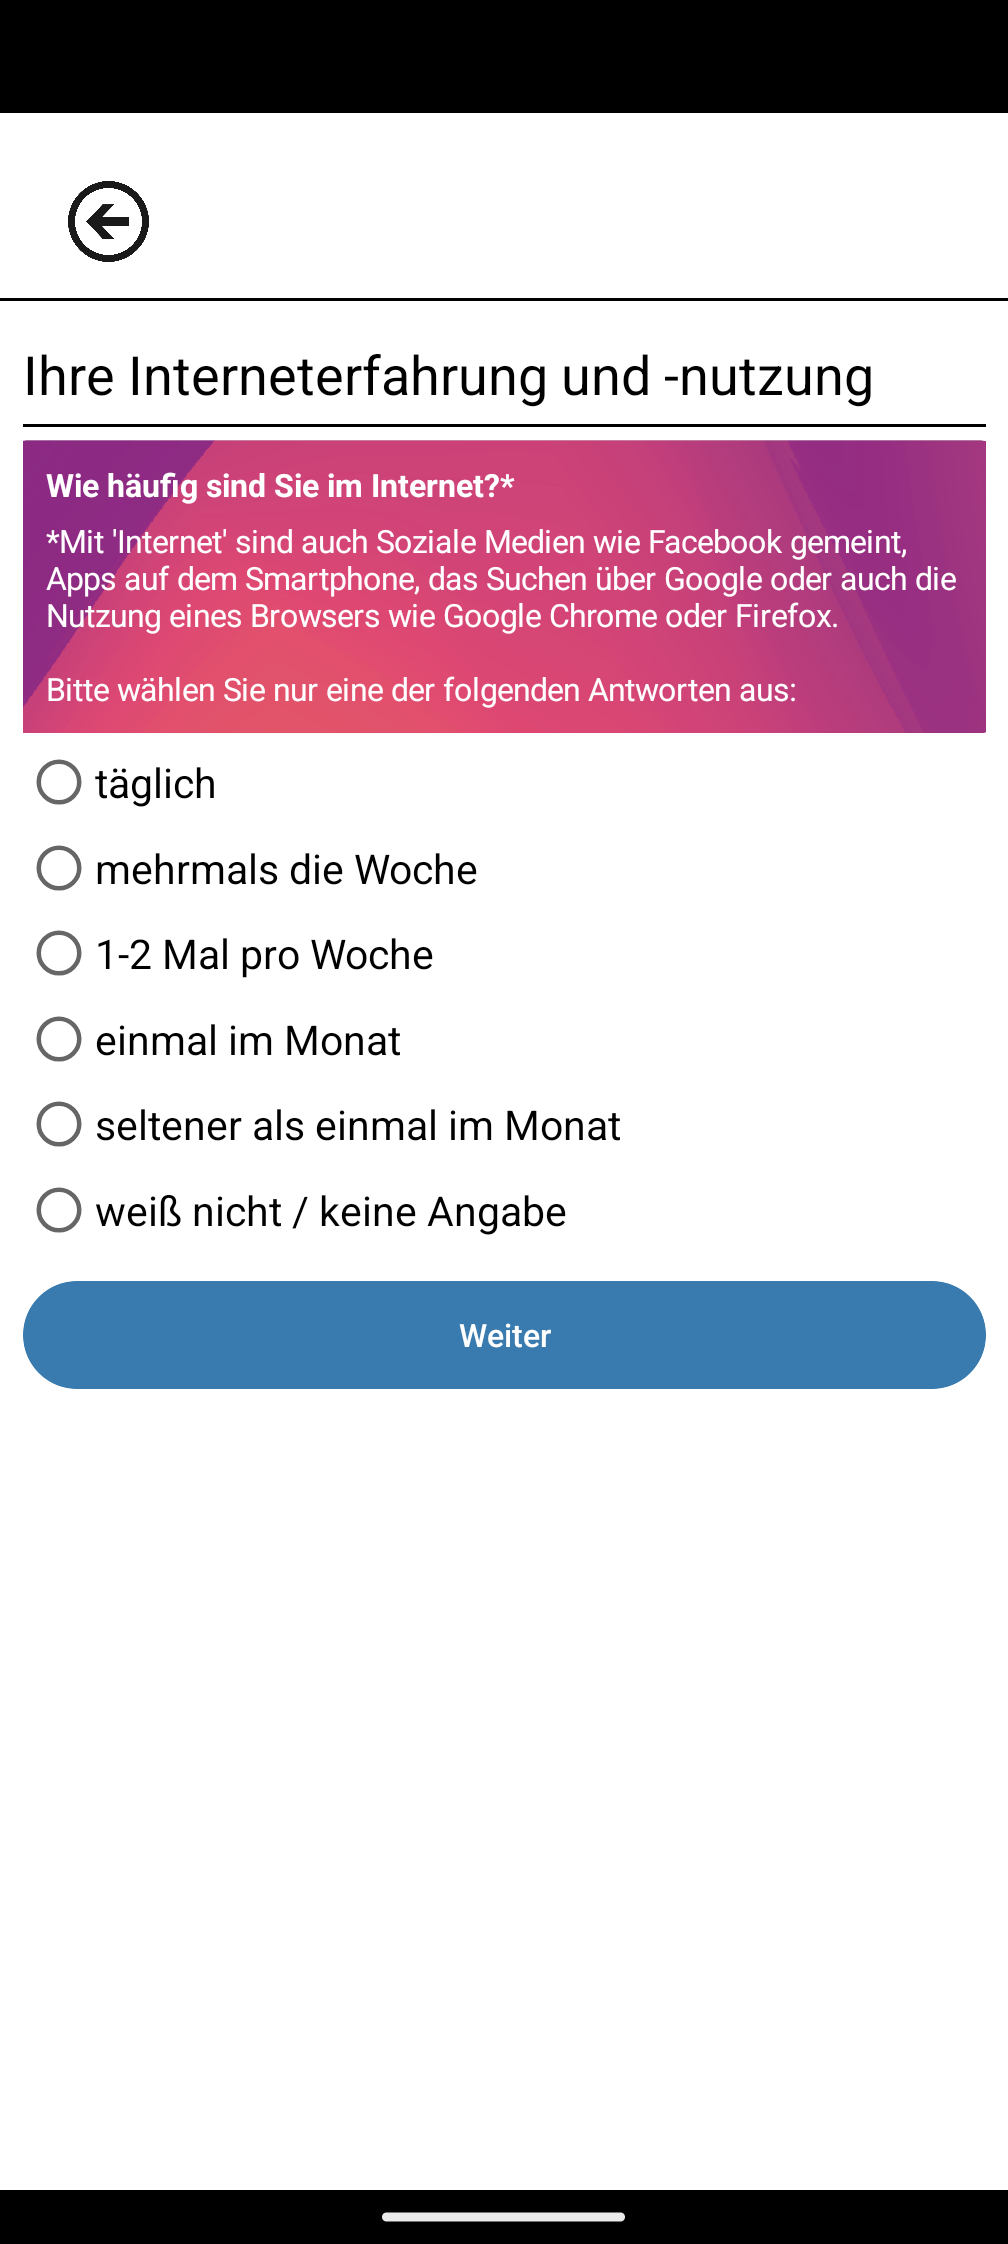 Ihre Interneterfahrung und -nutzung
Wie häufig sind Sie im Internet?*
*Mit 'Internet' sind auch Soziale Medien wie Facebook gemeint,
Apps auf dem Smartphone, das Suchen über Google oder auch die
Nutzung eines Browsers wie Google Chrome oder Firefox.
Bitte wählen Sie nur eine der folgenden Antworten aus:
täglich
mehrmals die Woche
1-2 Mal pro Woche
einmal im Monat
seltener als einmal im Monat
weiß nicht / keine Angabe
Weiter